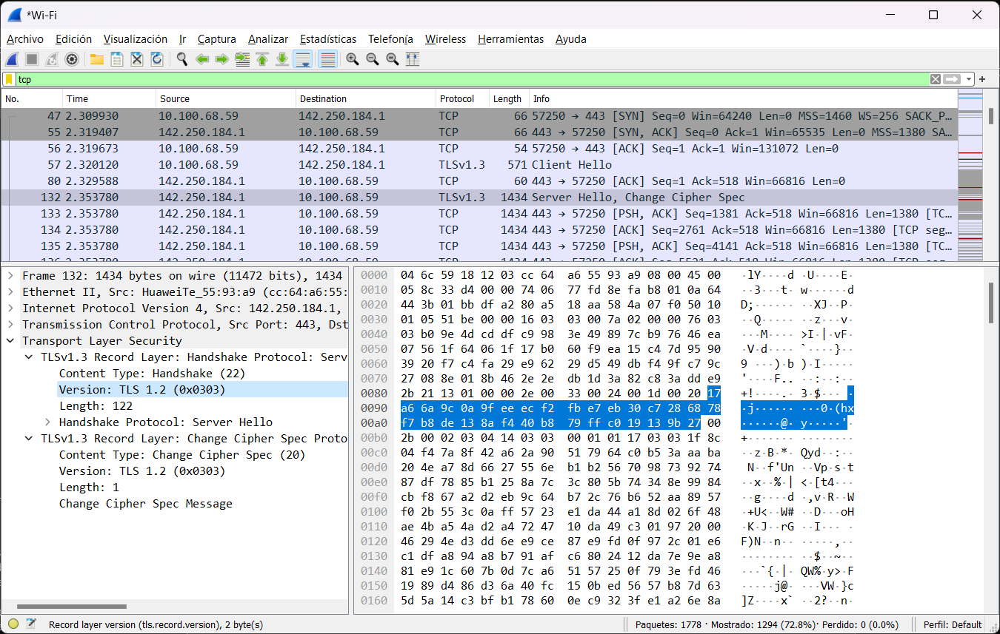 *Wi-Fi
Archivo Edición Visualización Ir Captura Analizar Estadísticas Telefonía Wireless Herramientas Ayuda
tcp
No. Time Source Destination Protocol Length Info
47 2.309930 10.100.68.59 142.250.184.1 TCP 66 57250 → 443 [SYN] Seq=0 Win=64240 Len=0 MSS=1460 WS=256 SACK_P…
55 2.319407 142.250.184.1 10.100.68.59 TCP 66 443 → 57250 [SYN, ACK] Seq=0 Ack=1 Win=65535 Len=0 MSS=1380 SA…
56 2.319673 10.100.68.59 142.250.184.1 TCP 54 57250 → 443 [ACK] Seq=1 Ack=1 Win=131072 Len=0
57 2.320120 10.100.68.59 142.250.184.1 TLSv1.3 571 Client Hello
80 2.329588 142.250.184.1 10.100.68.59 TCP 60 443 → 57250 [ACK] Seq=1 Ack=518 Win=66816 Len=0
132 2.353780 142.250.184.1 10.100.68.59 TLSv1.3 1434 Server Hello, Change Cipher Spec
133 2.353780 142.250.184.1 10.100.68.59 TCP 1434 443 → 57250 [PSH, ACK] Seq=1381 Ack=518 Win=66816 Len=1380 [TC…
134 2.353780 142.250.184.1 10.100.68.59 TCP 1434 443 → 57250 [ACK] Seq=2761 Ack=518 Win=66816 Len=1380 [TCP seg…
135 2.353780 142.250.184.1 10.100.68.59 TCP 1434 443 → 57250 [PSH, ACK] Seq=4141 Ack=518 Win=66816 Len=1380 [TC…
Frame 132: 1434 bytes on wire (11472 bits), 1434
Ethernet II, Src: HuaweiTe_55:93:a9 (cc:64:a6:55:
Internet Protocol Version 4, Src: 142.250.184.1,
Transmission Control Protocol, Src Port: 443, Dst
Transport Layer Security
TLSv1.3 Record Layer: Handshake Protocol: Serv
Content Type: Handshake (22)
Version: TLS 1.2 (0x0303)
Length: 122
Handshake Protocol: Server Hello
TLSv1.3 Record Layer: Change Cipher Spec Proto
Content Type: Change Cipher Spec (20)
Version: TLS 1.2 (0x0303)
Length: 1
Change Cipher Spec Message
0000 04 6c 59 18 12 03 cc 64 a6 55 93 a9 08 00 45 00 ·lY····d ·U····E·
0010 05 8c 33 d4 00 00 74 06 77 fd 8e fa b8 01 0a 64 ··3···t· w······d
0020 44 3b 01 bb df a2 80 a5 18 aa 58 4a 07 f0 50 10 D;······ ··XJ··P·
0030 01 05 51 be 00 00 16 03 03 00 7a 02 00 00 76 03 ··Q····· ··z···v·
0040 03 b0 9e 4d cd df c9 98 3e 49 89 7c b9 76 46 ea ···M···· >I·|·vF·
0050 07 56 1f 64 06 1f 17 b0 60 f9 ea 15 c4 7d 95 90 ·V·d···· `····}··
0060 39 20 f7 c4 fa 29 e9 62 29 d5 49 db f4 9f c7 9c 9 ···)·b )·I·····
0070 27 08 8e 01 8b 46 2e 2e db 1d 3a 82 c8 3a dd e9 '····F.. ··:··:··
0080 2b 21 13 01 00 00 2e 00 33 00 24 00 1d 00 20 17 +!····.· 3·$··· ·
0090 a6 6a 9c 0a 9f ee ec f2 fb e7 eb 30 c7 28 68 78 ·j······ ···0·(hx
00a0 f7 b8 de 13 8a f4 40 b8 79 ff c0 19 13 9b 27 00 ······@· y·····'·
00b0 2b 00 02 03 04 14 03 03 00 01 01 17 03 03 1f 8c +······· ········
00c0 04 f4 7a 8f 42 a6 2a 90 51 79 64 c0 b5 3a aa ba ··z·B·*· Qyd··:··
00d0 20 4e a7 8d 66 27 55 6e b1 b2 56 70 98 73 92 74 N··f'Un ··Vp·s·t
00e0 87 df 78 85 b1 25 8a 7c 3c 80 5b 74 34 8e 99 84 ··x··%·| <·[t4···
00f0 cb f8 67 a2 d2 eb 9c 64 b7 2c 76 b6 52 aa 89 57 ··g····d ·,v·R··W
0100 f0 2b 55 3c 0a ff 57 23 e1 da 44 a1 8d 02 6f 48 ·+U<··W# ··D···oH
0110 ae 4b a5 4a d2 a4 72 47 10 da 49 c3 01 97 20 00 ·K·J··rG ··I··· ·
0120 46 29 4e d3 dd 6e e9 ce 87 e9 fd 0f 97 2c 01 e6 F)N··n·· ·····,··
0130 c1 df a8 94 a8 b7 91 af c6 80 24 12 da 7e 9e a8 ········ ··$··~··
0140 81 e9 1c 60 7b 0d 7c a6 51 57 25 0f 79 3e fd 46 ···`{·|· QW%·y>·F
0150 19 89 d4 86 d3 6a 40 fc 15 0b ed 56 57 b8 7d 63 ·····j@· ···VW·}c
0160 5d 5a 14 c3 bf b1 78 60 0e c9 32 3f e1 a2 6e 8a ]Z····x` ··2?··n·
Record layer version (tls.record.version), 2 byte(s) Paquetes: 1778 · Mostrado: 1294 (72.8%) · Perdido: 0 (0.0%) Perfil: Default